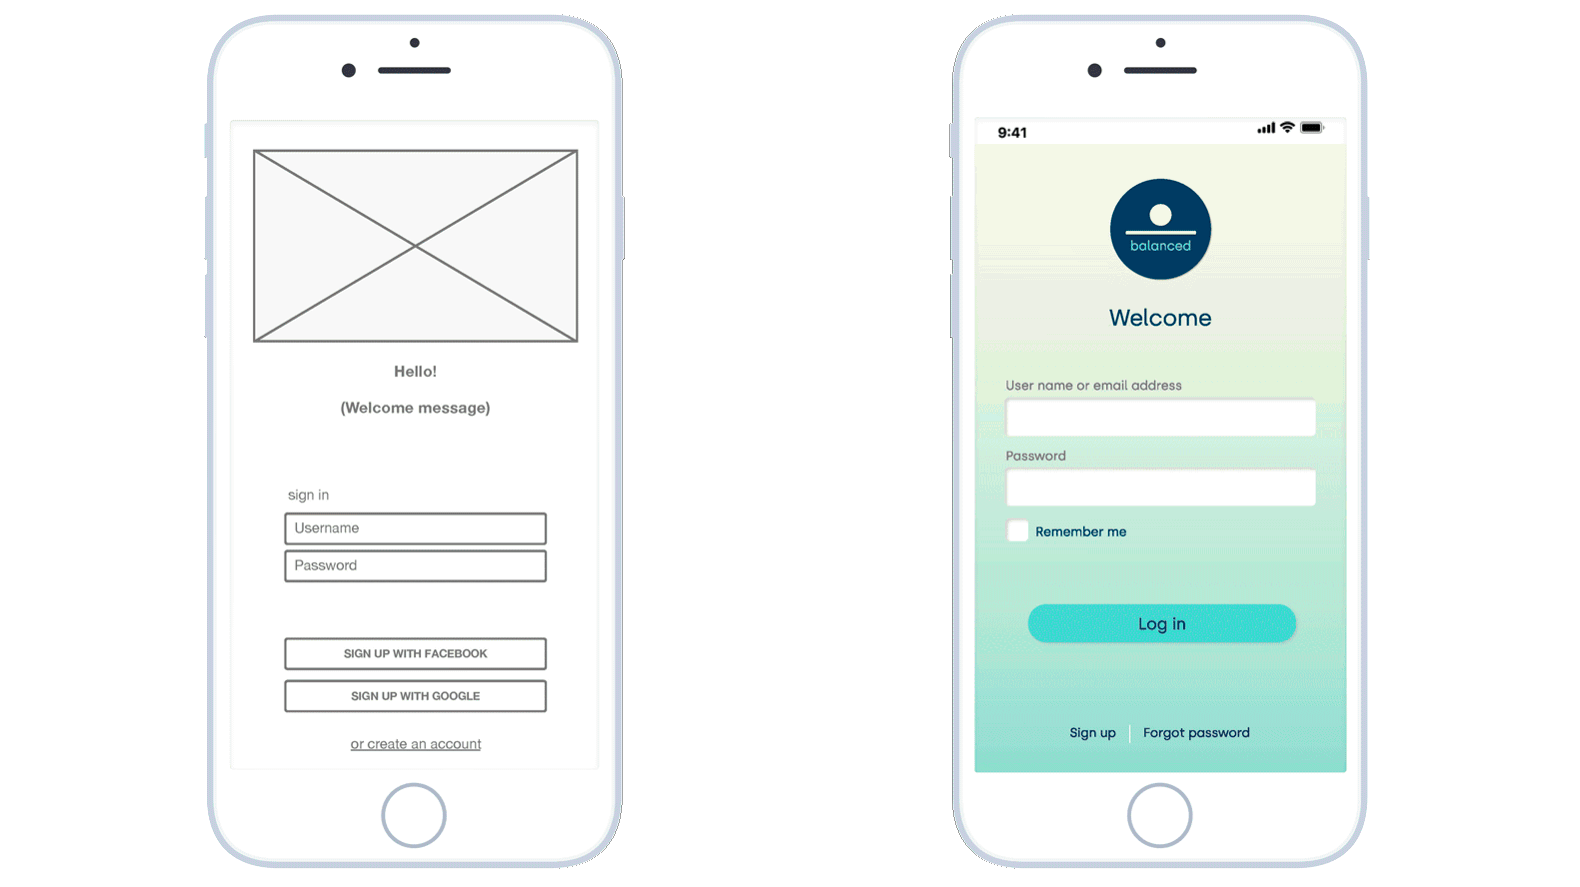 Hello!
(Welcome message)
sign in
Username
Password
SIGN UP WITH FACEBOOK
SIGN UP WITH GOOGLE
or create an account
9:41
balanced
Welcome
User name or email address
Password
Remember me
Log in
Sign up
Forgot password